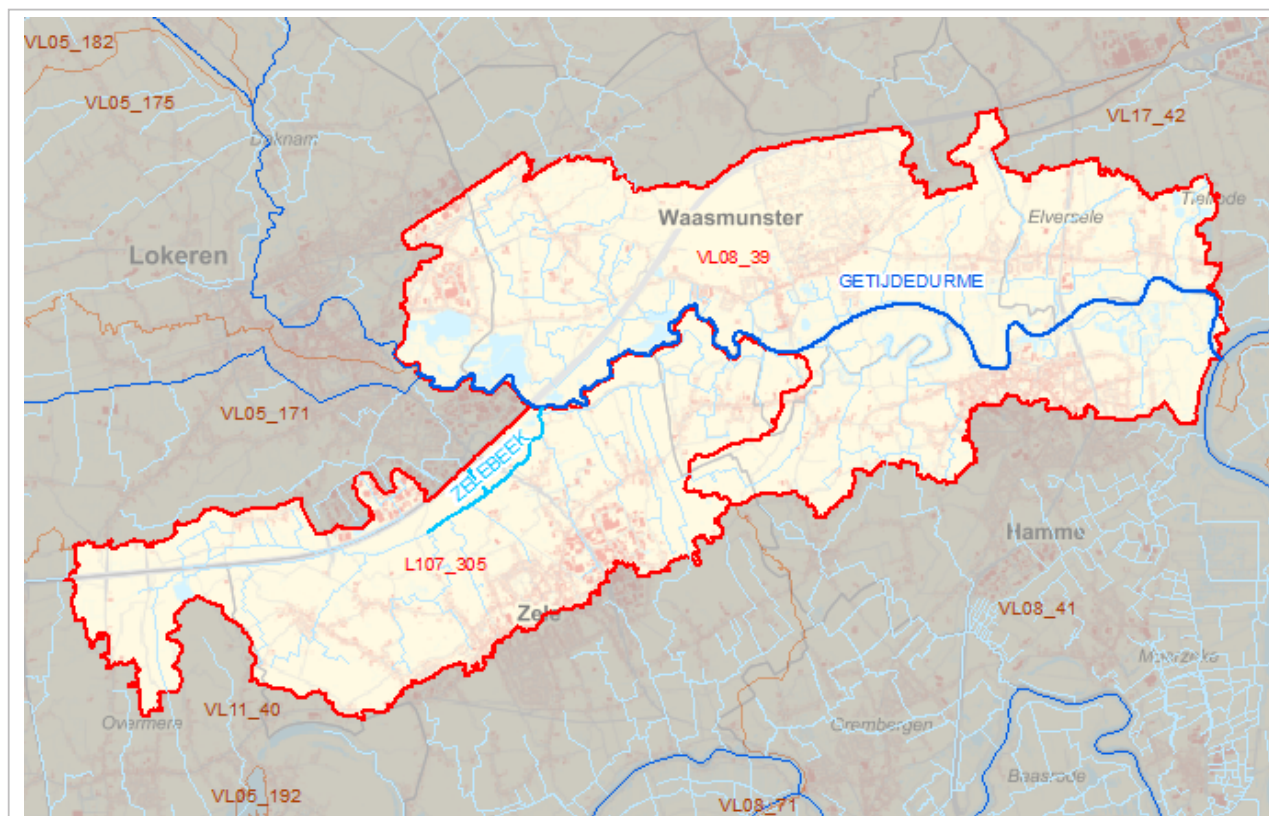 VL05_182
VL05_175
Daknam
VL17_42
Lokeren
Waasmunster
Elversele
Tielrode
VL08_39
GETIJDEDURME
VL05_171
ZELEBEEK
L107_305
Hamme
Zele
VL08_41
Moerzeke
VL11_40
Overmere
Grembergen
Baasrode
VL05_192
VL08_71